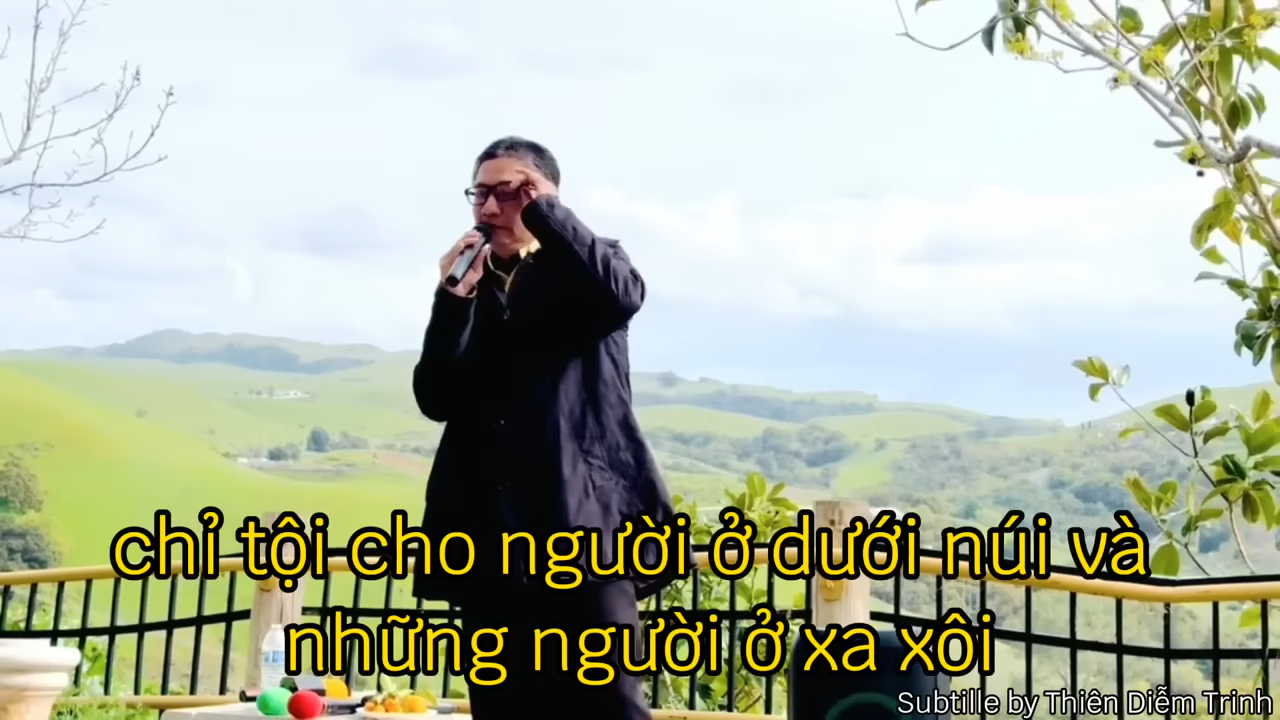 chỉ tội cho người ở dưới núi và
những người ở xa xôi
Subtille by Thiên Diễm Trinh